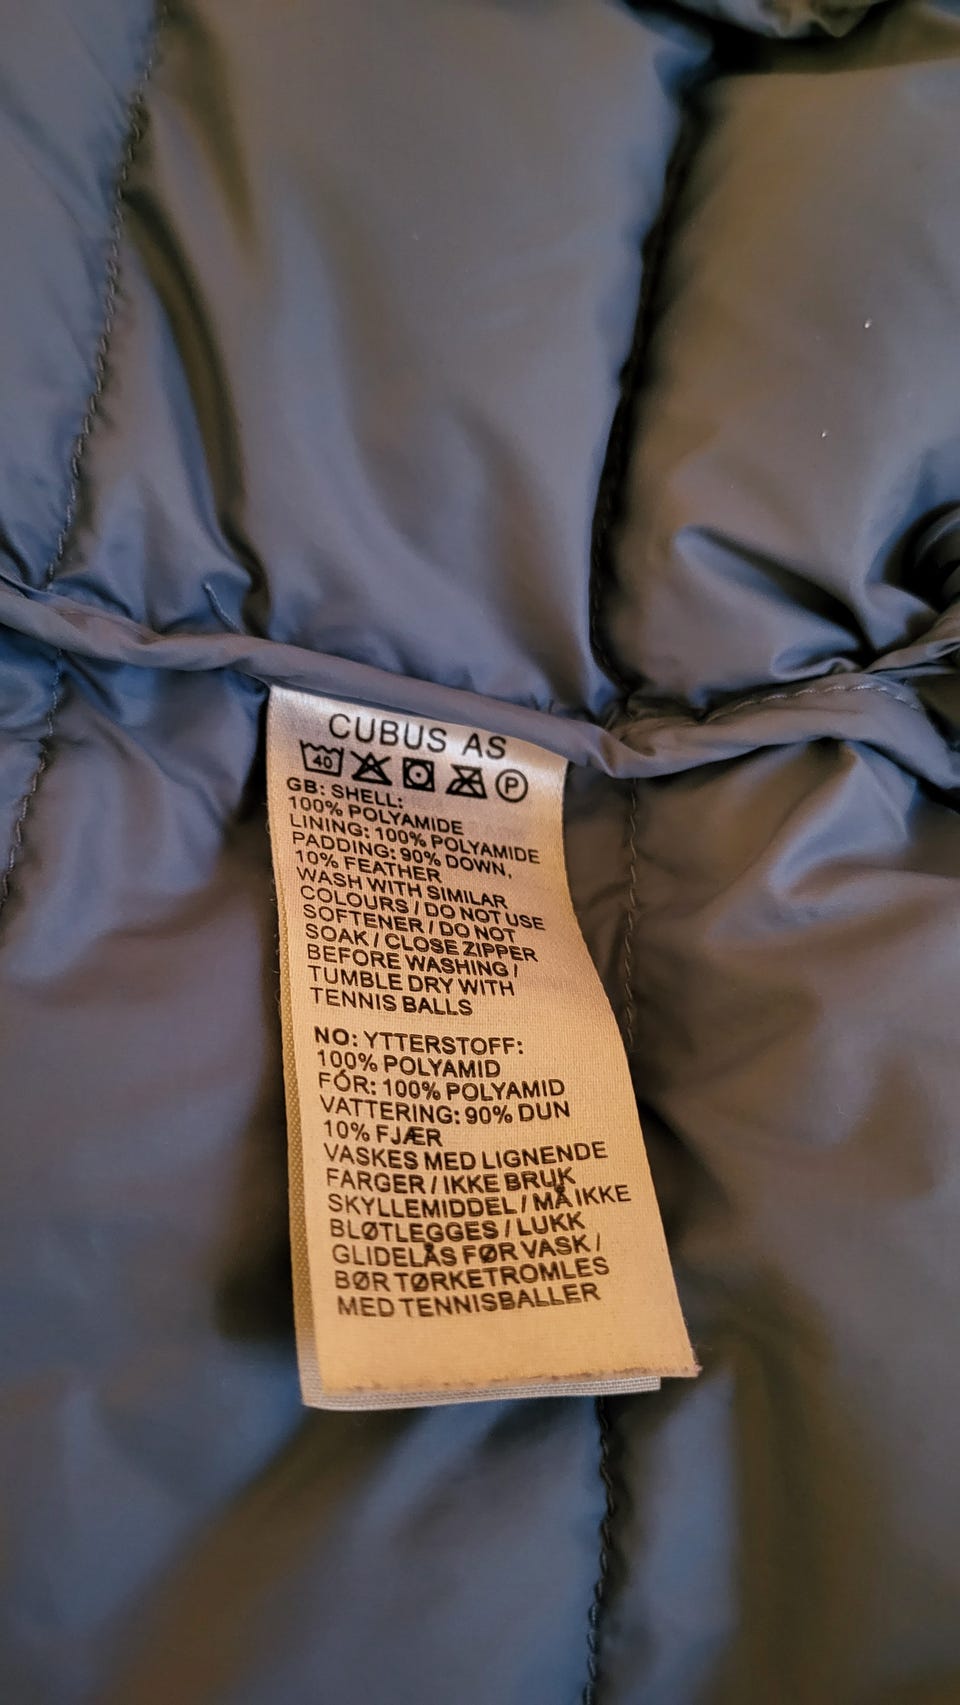 CUBUS AS
40 P
GB: SHELL:
100% POLYAMIDE
LINING: 100% POLYAMIDE
PADDING: 90% DOWN,
10% FEATHER
WASH WITH SIMILAR
COLOURS / DO NOT USE
SOFTENER / DO NOT
SOAK / CLOSE ZIPPER
BEFORE WASHING /
TUMBLE DRY WITH
TENNIS BALLS
NO: YTTERSTOFF:
100% POLYAMID
FÓR: 100% POLYAMID
VATTERING: 90% DUN
10% FJÆR
VASKES MED LIGNENDE
FARGER / IKKE BRUK
SKYLLEMIDDEL / MÅ IKKE
BLØTLEGGES / LUKK
GLIDELÅS FØR VASK /
BØR TØRKETROMLES
MED TENNISBALLER